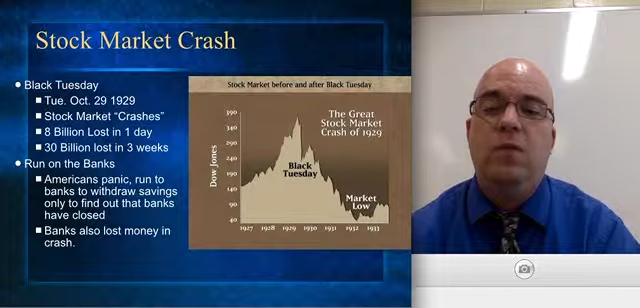 Stock Market Crash
● Black Tuesday
■ Tue. Oct. 29 1929
■ Stock Market “Crashes”
■ 8 Billion Lost in 1 day
■ 30 Billion lost in 3 weeks
● Run on the Banks
■ Americans panic, run to
banks to withdraw savings
only to find out that banks
have closed
■ Banks also lost money in
crash.
Stock Market before and after Black Tuesday
The Great
Stock Market
Crash of 1929
Dow Jones
390
340
290
240
190
140
90
40
Black
Tuesday
Market
Low
1927 1928 1929 1930 1931 1932 1933